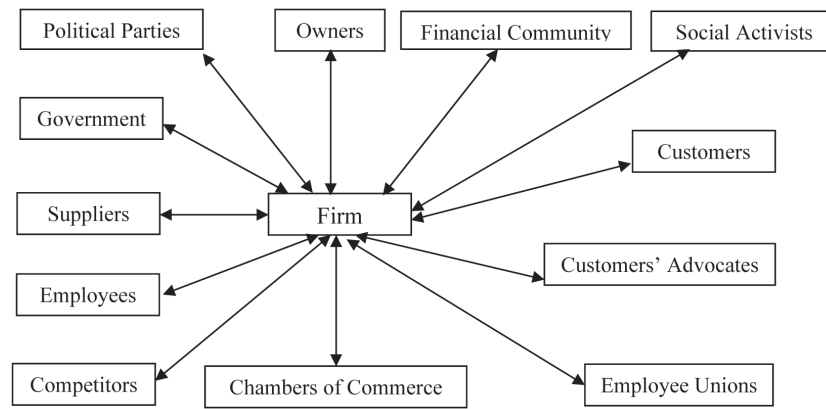 Political Parties
Owners
Financial Community
Social Activists
Government
Customers
Suppliers
Firm
Customers' Advocates
Employees
Competitors
Chambers of Commerce
Employee Unions